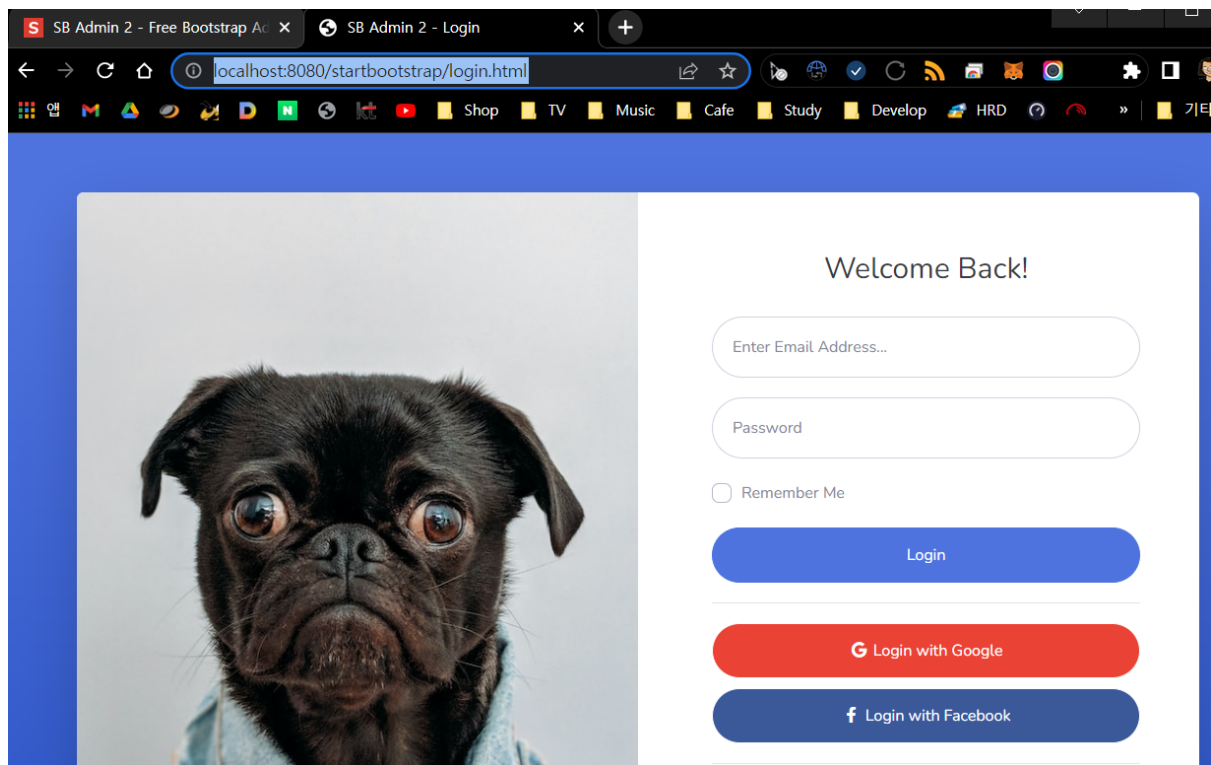 SB Admin 2 - Free Bootstrap Ad
SB Admin 2 - Login
localhost:8080/startbootstrap/login.html
앱
Shop
TV
Music
Cafe
Study
Develop
HRD
»
Welcome Back!
Enter Email Address...
Password
Remember Me
Login
Login with Google
Login with Facebook